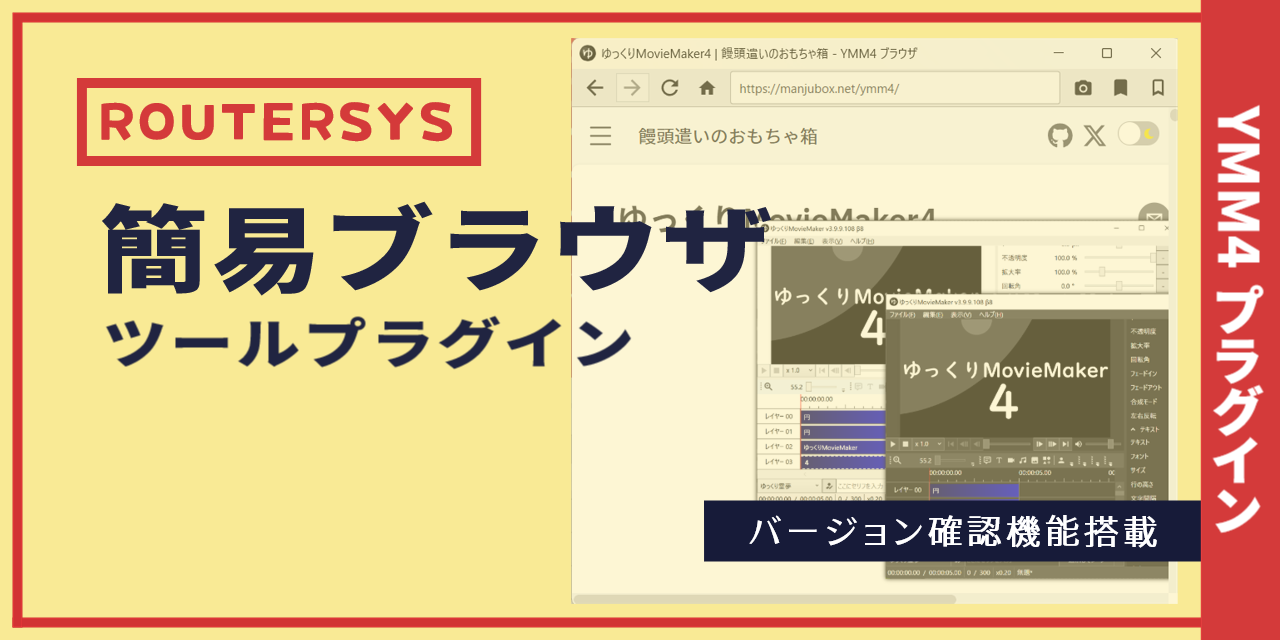 ROUTERSYS
簡易ブラウザ
ツールプラグイン
ゆっくりMovieMaker4 | 饅頭遣いのおもちゃ箱 - YMM4 ブラウザ
https://manjubox.net/ymm4/
饅頭遣いのおもちゃ箱
ゆっくりMovieMaker4
ゆっくりMovieMaker v3.9.9.108 β8
ファイル(F) 編集(E) 表示(V) ヘルプ(H)
不透明度 100.0 %
拡大率 100.0 %
回転角 0.0 °
ゆっくりMovieMaker
4
x 1.0
55.2
00:00:00.00
レイヤー 00 円
レイヤー 01 円
レイヤー 02 ゆっくりMovieMaker
レイヤー 03 4
ゆっくり霊夢 ここにセリフを入力
00:00:00.00 / 00:00:05.00 0 / 300 x0.20
ゆっくりMovieMaker v3.9.9.108 β8
ファイル(F) 編集(E) 表示(V) ヘルプ(H)
ゆっくりMovieMaker
4
不透明度
拡大率
回転角
フェードイン
フェードアウト
合成モード
左右反転
テキスト
テキスト
フォント
サイズ
行の高さ
文字間隔
x 1.0
55.2
00:00:00.00 00:00:05.00
レイヤー 00 円
00:00:00.00 / 00:00:05.00 0 / 300 x0.20 無題*
バージョン確認機能搭載
YMM4 プラグイン